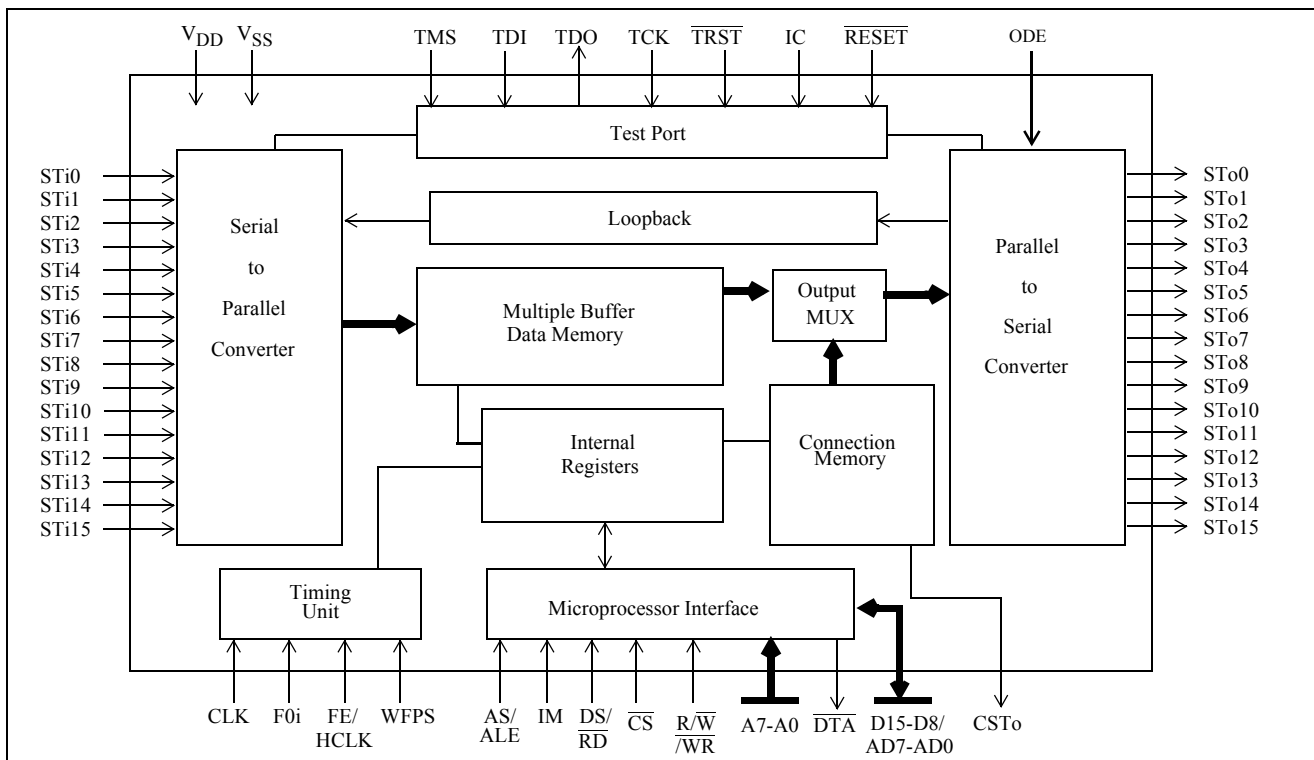 VDD
VSS
TMS
TDI
TDO
TCK
TRST
IC
RESET
ODE
Test Port
STi0
STi1
STi2
STi3
STi4
STi5
STi6
STi7
STi8
STi9
STi10
STi11
STi12
STi13
STi14
STi15
Serial
to
Parallel
Converter
Loopback
Multiple Buffer
Data Memory
Output
MUX
Internal
Registers
Connection
Memory
Parallel
to
Serial
Converter
STo0
STo1
STo2
STo3
STo4
STo5
STo6
STo7
STo8
STo9
STo10
STo11
STo12
STo13
STo14
STo15
Timing
Unit
Microprocessor Interface
CLK
F0i
FE/
HCLK
WFPS
AS/
ALE
IM
DS/
RD
CS
R/W
/WR
A7-A0
DTA
D15-D8/
AD7-AD0
CSTo